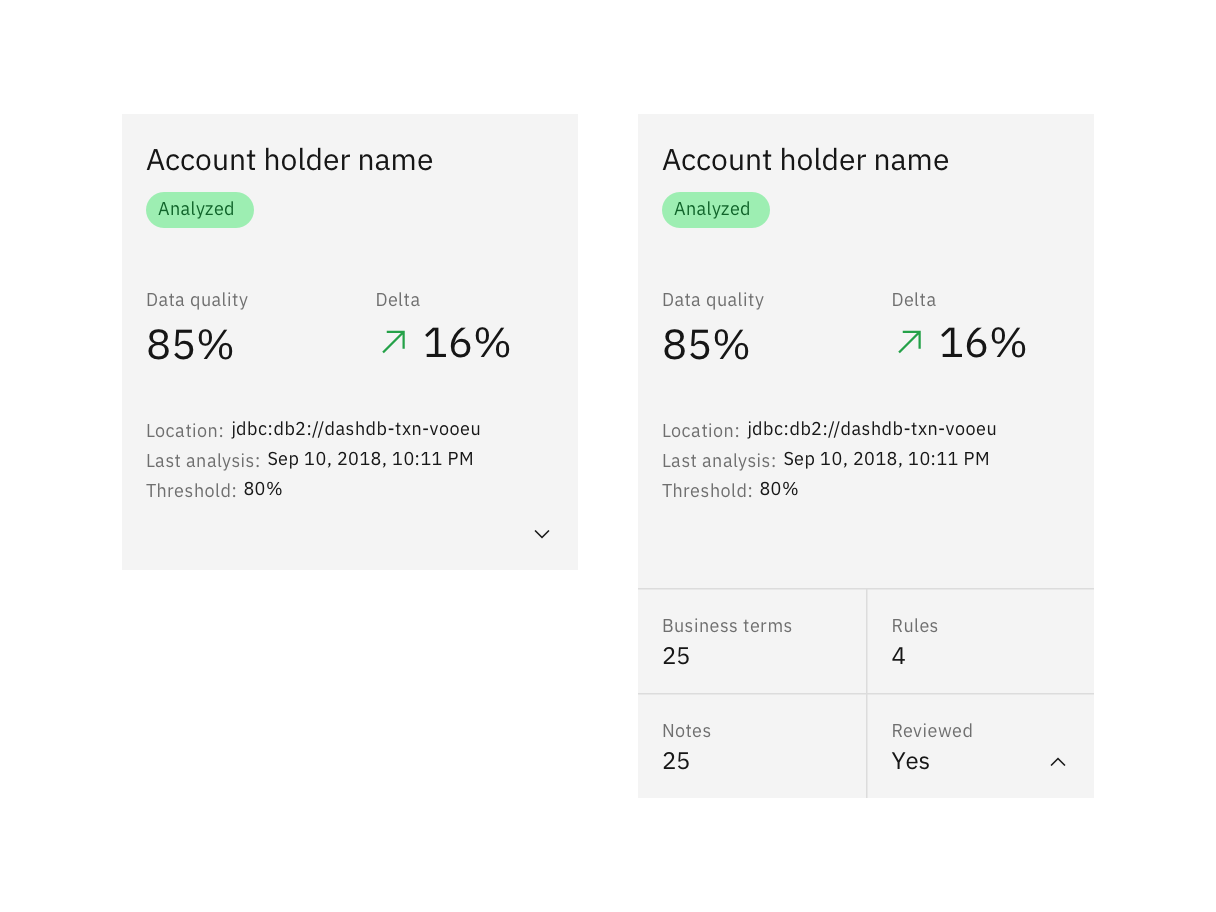 Account holder name
Analyzed
Data quality
85%
Delta
16%
Location: jdbc:db2://dashdb-txn-vooeu
Last analysis: Sep 10, 2018, 10:11 PM
Threshold: 80%
Account holder name
Analyzed
Data quality
85%
Delta
16%
Location: jdbc:db2://dashdb-txn-vooeu
Last analysis: Sep 10, 2018, 10:11 PM
Threshold: 80%
Business terms
25
Rules
4
Notes
25
Reviewed
Yes